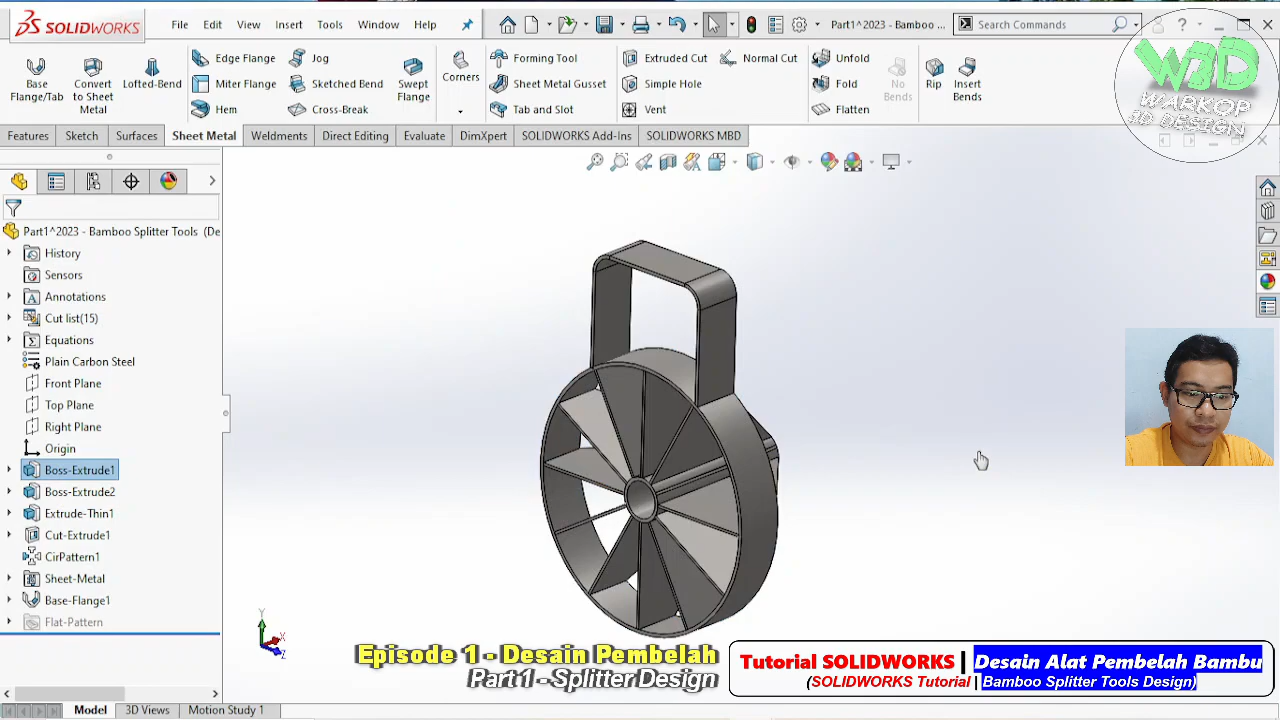 SOLIDWORKS
File Edit View Insert Tools Window Help
Part1^2023 - Bamboo ...
Search Commands
Base Flange/Tab
Convert to Sheet Metal
Lofted-Bend
Edge Flange
Miter Flange
Hem
Jog
Sketched Bend
Cross-Break
Swept Flange
Corners
Forming Tool
Sheet Metal Gusset
Tab and Slot
Extruded Cut
Simple Hole
Vent
Normal Cut
Unfold
Fold
Flatten
No Bends
Rip
Insert Bends
W3D
WARKOP
3D DESIGN
Features Sketch Surfaces Sheet Metal Weldments Direct Editing Evaluate DimXpert SOLIDWORKS Add-Ins SOLIDWORKS MBD
Part1^2023 - Bamboo Splitter Tools (De
History
Sensors
Annotations
Cut list(15)
Equations
Plain Carbon Steel
Front Plane
Top Plane
Right Plane
Origin
Boss-Extrude1
Boss-Extrude2
Extrude-Thin1
Cut-Extrude1
CirPattern1
Sheet-Metal
Base-Flange1
Flat-Pattern
Y
X
Z
Episode 1 - Desain Pembelah
Part 1 - Splitter Design
Tutorial SOLIDWORKS | Desain Alat Pembelah Bambu
(SOLIDWORKS Tutorial | Bamboo Splitter Tools Design)
Model 3D Views Motion Study 1